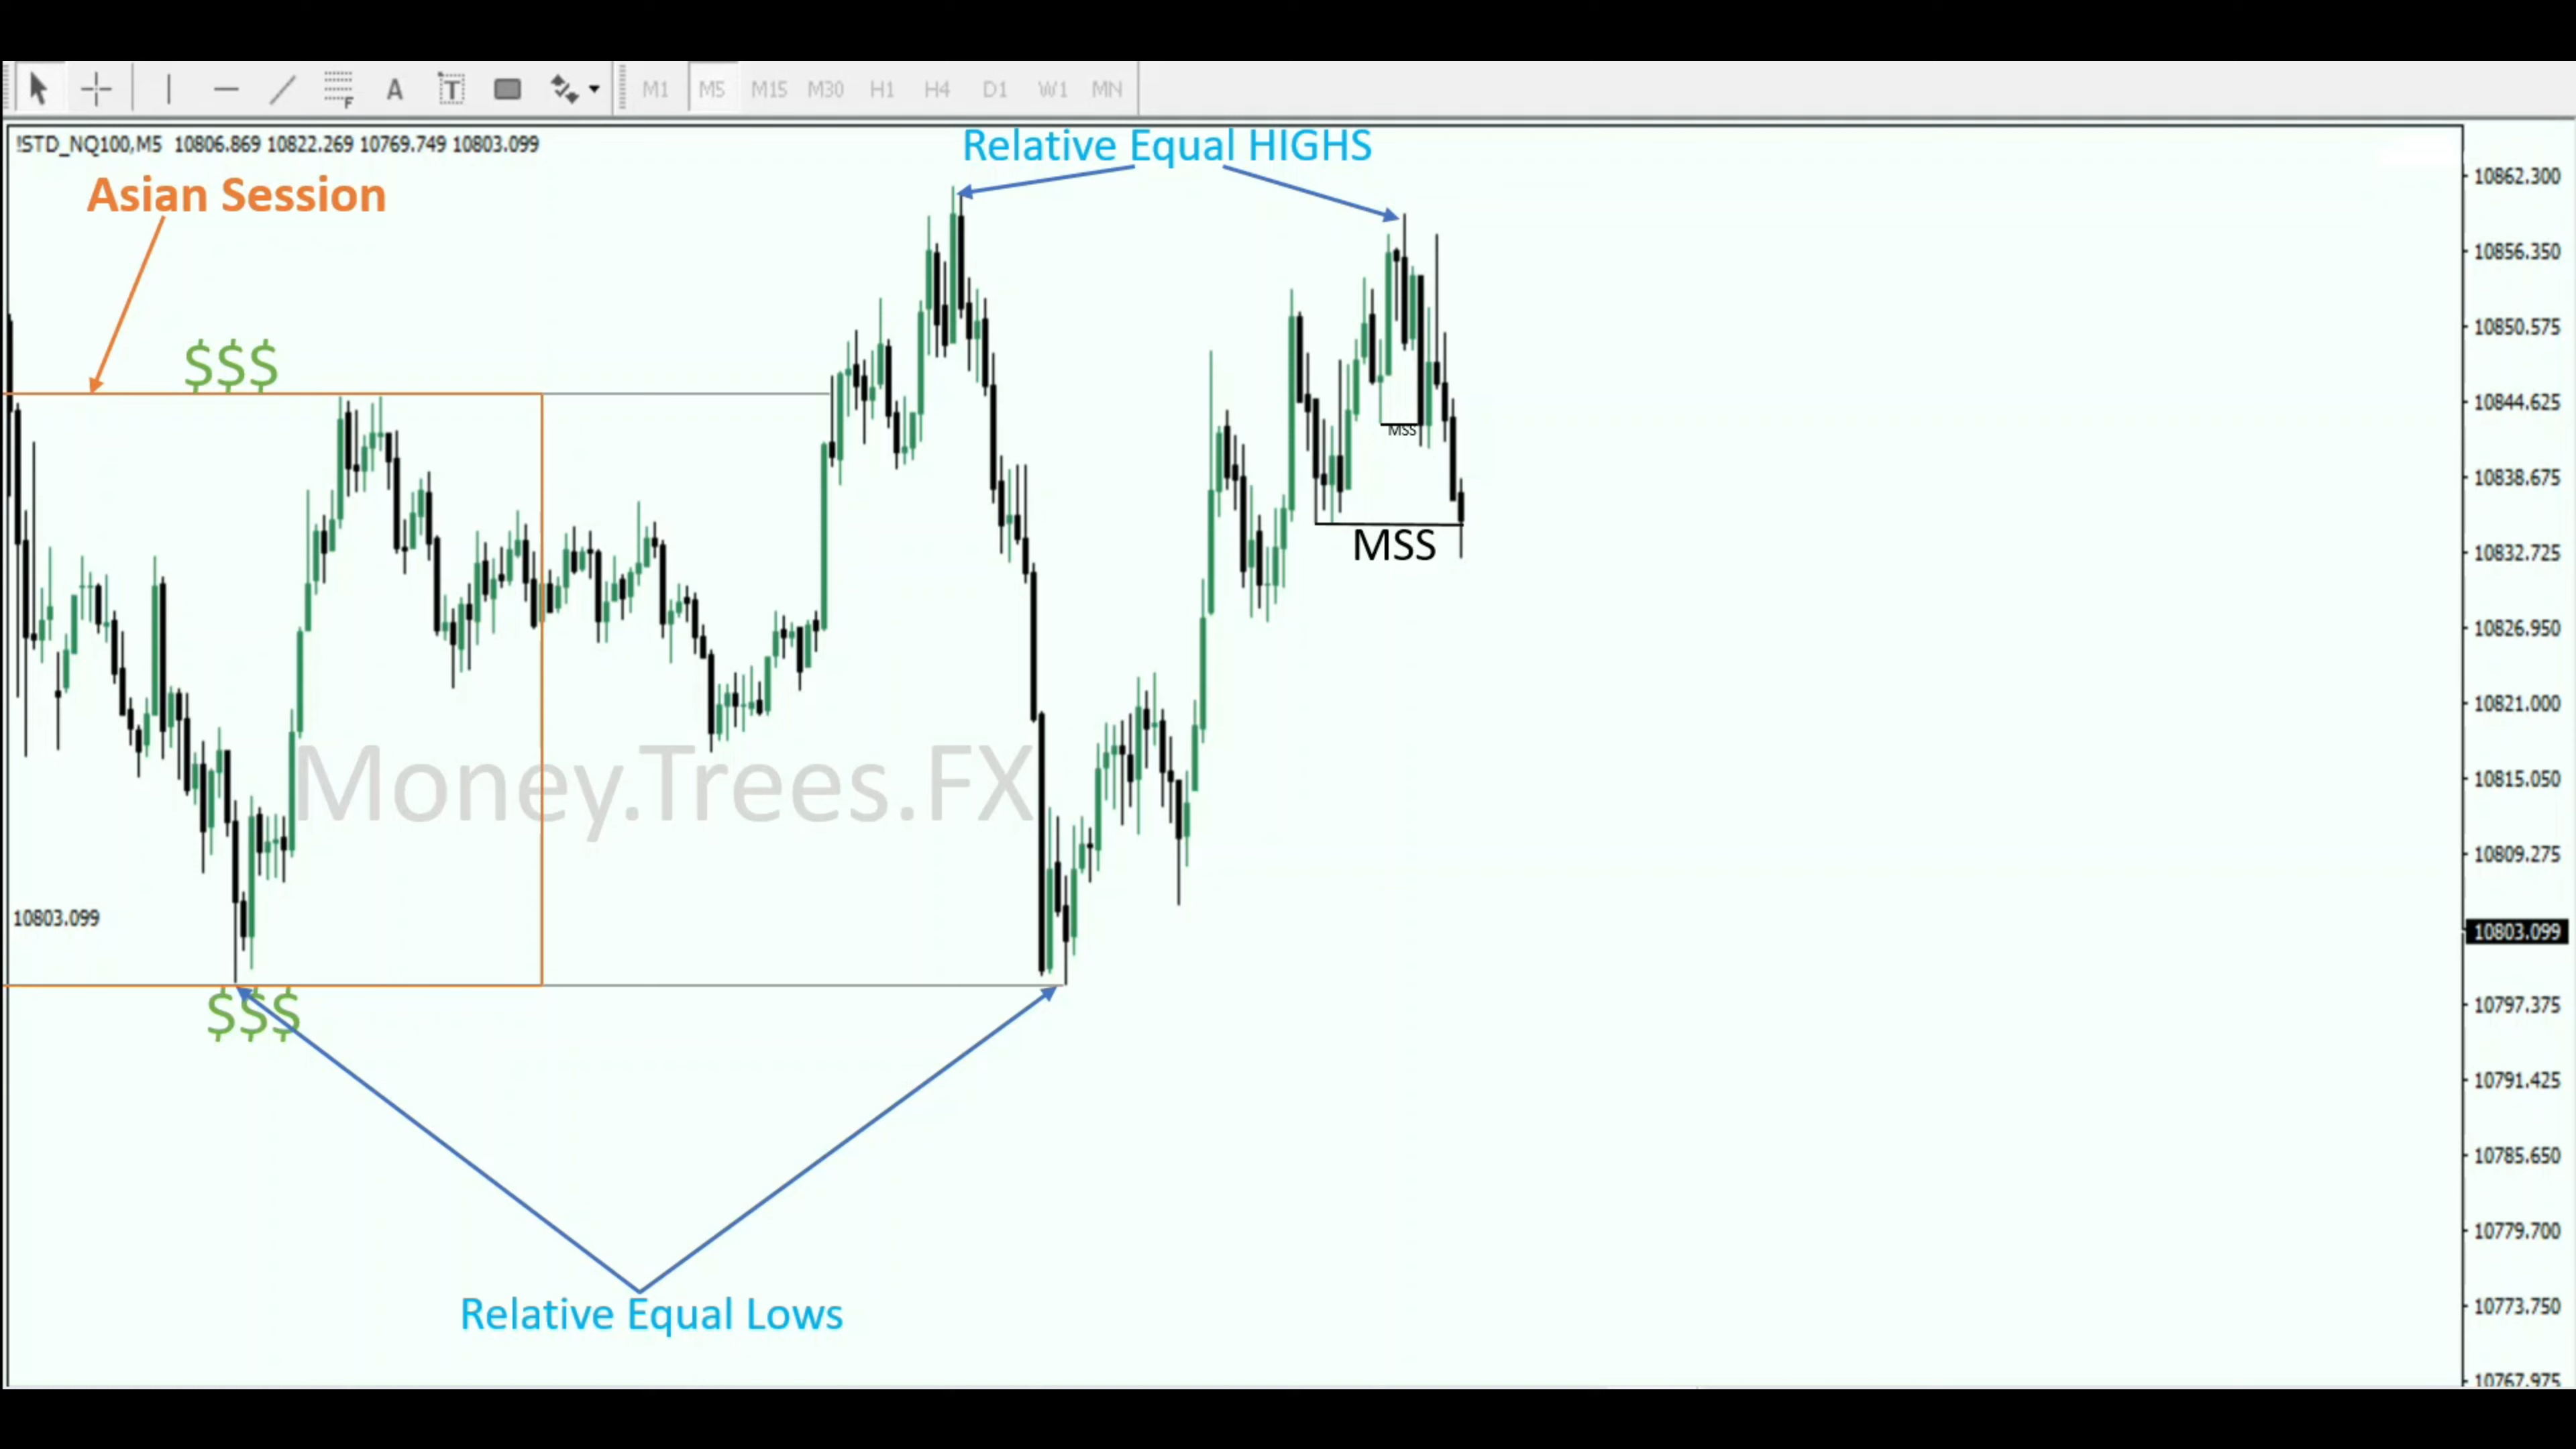 M1 M5 M15 M30 H1 H4 D1 W1 MN
!STD_NQ100,M5 10806.869 10822.269 10769.749 10803.099
Relative Equal HIGHS
Asian Session
$$$
MSS
MSS
Money.Trees.FX
10803.099
$$$
Relative Equal Lows
10862.300
10856.350
10850.575
10844.625
10838.675
10832.725
10826.950
10821.000
10815.050
10809.275
10803.099
10797.375
10791.425
10785.650
10779.700
10773.750
10767.975